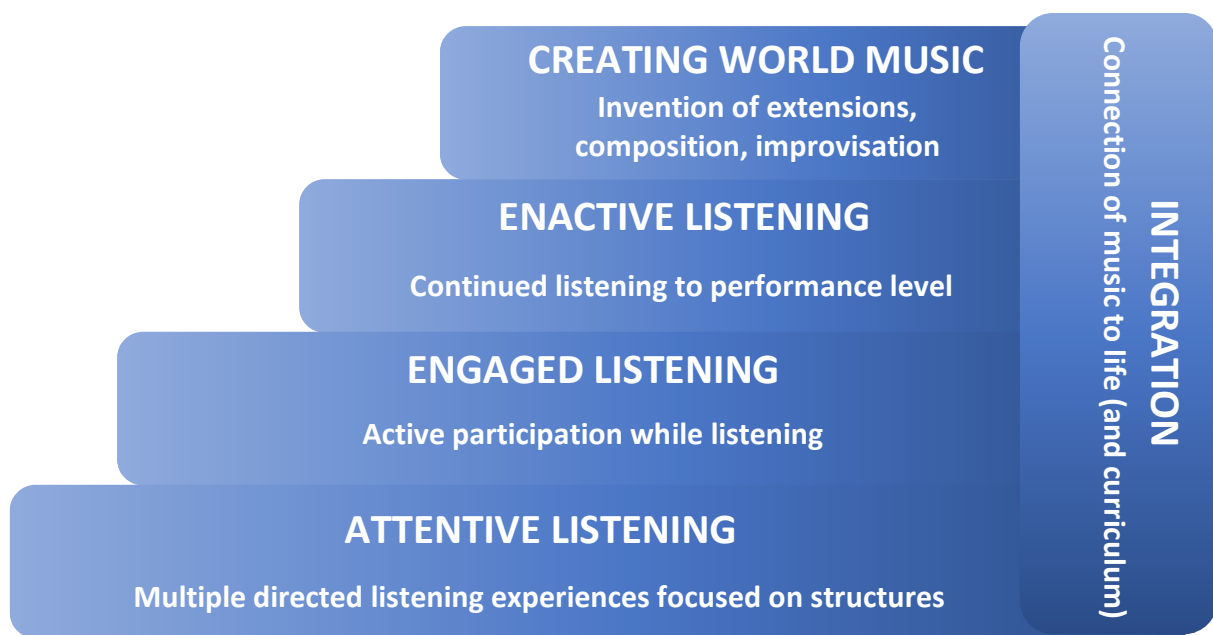 CREATING WORLD MUSIC
Invention of extensions,
composition, improvisation
ENACTIVE LISTENING
Continued listening to performance level
ENGAGED LISTENING
Active participation while listening
ATTENTIVE LISTENING
Multiple directed listening experiences focused on structures
INTEGRATION
Connection of music to life (and curriculum)